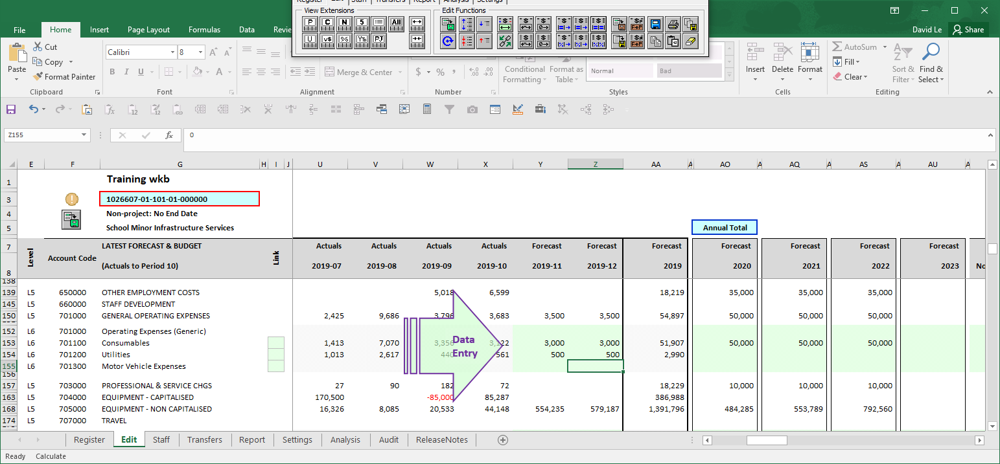 Register Edit Staff Transfers Report Analysis Settings
View Extensions Edit Functions
P C N 5 All
U v$ % Yrs PJ
File Home Insert Page Layout Formulas Data Revie David Le Share
Paste Cut Copy Format Painter
Calibri 8
B I U A
Merge & Center
$ % ,
Conditional Formatting Format as Table
Normal Bad
Insert Delete Format
AutoSum Fill Clear
Sort & Filter Find & Select
Clipboard Font Alignment Number Styles Cells Editing
Z155 fx 0
E F G H I J U V W X Y Z AA A AO A AQ A AS A AU A
1 Training wkb
3 1026607-01-101-01-000000
4 Non-project: No End Date
5 School Minor Infrastructure Services Annual Total
7 LATEST FORECAST & BUDGET Actuals Actuals Actuals Actuals Forecast Forecast Forecast Forecast Forecast Forecast Forecast
Level Account Code Link
8 (Actuals to Period 10) 2019-07 2019-08 2019-09 2019-10 2019-11 2019-12 2019 2020 2021 2022 2023 No
138
139 L5 650000 OTHER EMPLOYMENT COSTS 5,018 6,599 18,219 35,000 35,000 35,000
145 L5 660000 STAFF DEVELOPMENT
150 L5 701000 GENERAL OPERATING EXPENSES 2,425 9,686 3,796 3,683 3,500 3,500 54,897 50,000 50,000 50,000
152 L6 701000 Operating Expenses (Generic)
153 L6 701100 Consumables 1,413 7,070 3,356 3,122 3,000 3,000 51,907 50,000 50,000 50,000
Data
Entry
154 L6 701200 Utilities 1,013 2,617 440 561 500 500 2,990
155 L6 701300 Motor Vehicle Expenses
156
157 L5 703000 PROFESSIONAL & SERVICE CHGS 27 90 182 72 18,229 10,000 10,000 10,000
163 L5 704000 EQUIPMENT - CAPITALISED 170,500 -85,000 85,287 386,988
168 L5 705000 EQUIPMENT - NON CAPITALISED 16,326 8,085 20,533 44,148 554,235 579,187 1,391,796 484,285 553,789 792,560
174 L5 707000 TRAVEL
Register Edit Staff Transfers Report Settings Analysis Audit ReleaseNotes
Ready Calculate